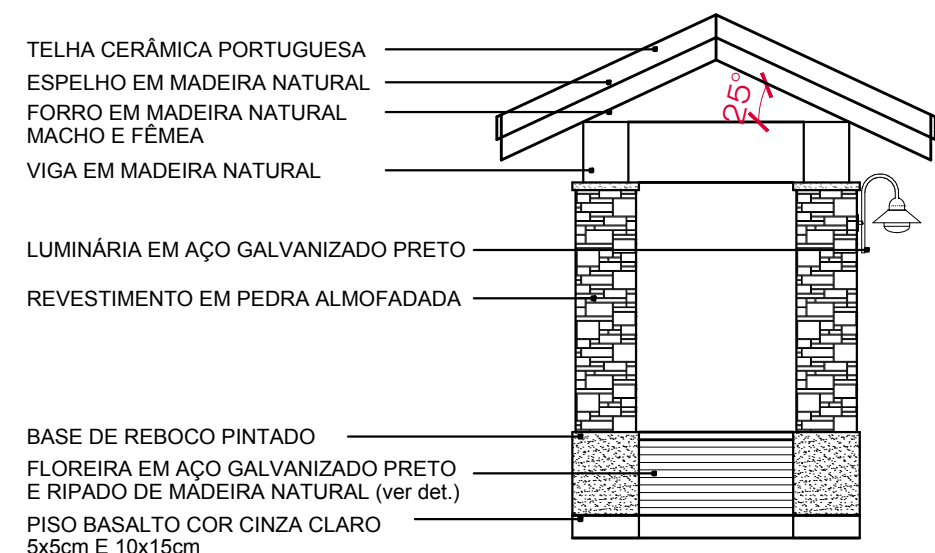 TELHA CERÂMICA PORTUGUESA
ESPELHO EM MADEIRA NATURAL
FORRO EM MADEIRA NATURAL
MACHO E FÊMEA
VIGA EM MADEIRA NATURAL
25°
LUMINÁRIA EM AÇO GALVANIZADO PRETO
REVESTIMENTO EM PEDRA ALMOFADADA
BASE DE REBOCO PINTADO
FLOREIRA EM AÇO GALVANIZADO PRETO
E RIPADO DE MADEIRA NATURAL (ver det.)
PISO BASALTO COR CINZA CLARO
5x5cm E 10x15cm